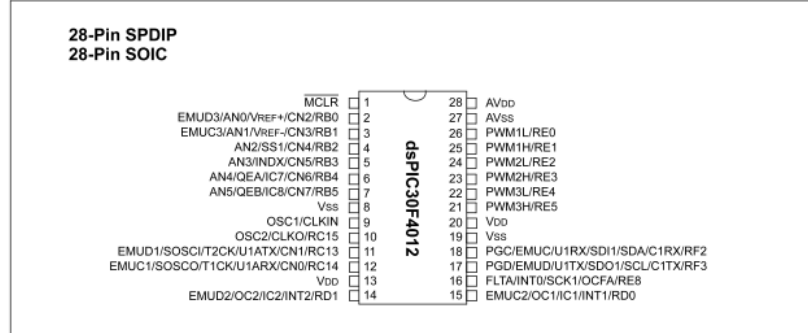 28-Pin SPDIP
28-Pin SOIC
MCLR 1 28 AVDD
EMUD3/AN0/VREF+/CN2/RB0 2 27 AVSS
EMUC3/AN1/VREF-/CN3/RB1 3 26 PWM1L/RE0
AN2/SS1/CN4/RB2 4 25 PWM1H/RE1
AN3/INDX/CN5/RB3 5 24 PWM2L/RE2
AN4/QEA/IC7/CN6/RB4 6 23 PWM2H/RE3
AN5/QEB/IC8/CN7/RB5 7 22 PWM3L/RE4
VSS 8 21 PWM3H/RE5
OSC1/CLKIN 9 20 VDD
OSC2/CLKO/RC15 10 19 VSS
EMUD1/SOSCI/T2CK/U1ATX/CN1/RC13 11 18 PGC/EMUC/U1RX/SDI1/SDA/C1RX/RF2
EMUC1/SOSCO/T1CK/U1ARX/CN0/RC14 12 17 PGD/EMUD/U1TX/SDO1/SCL/C1TX/RF3
VDD 13 16 FLTA/INT0/SCK1/OCFA/RE8
EMUD2/OC2/IC2/INT2/RD1 14 15 EMUC2/OC1/IC1/INT1/RD0
dsPIC30F4012